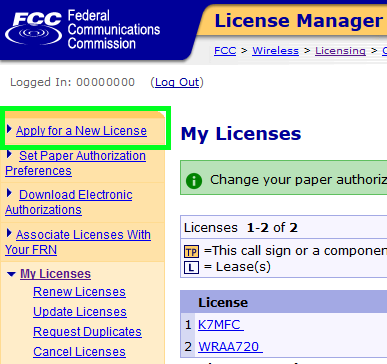 FCC Federal Communications Commission
License Manager
FCC > Wireless > Licensing >
Logged In: 00000000 (Log Out)
Apply for a New License
Set Paper Authorization
Preferences
Download Electronic
Authorizations
Associate Licenses With
Your FRN
My Licenses
Renew Licenses
Update Licenses
Request Duplicates
Cancel Licenses
My Licenses
Change your paper authoriz
Licenses 1-2 of 2
TP =This call sign or a compone
L = Lease(s)
License
1 K7MFC
2 WRAA720